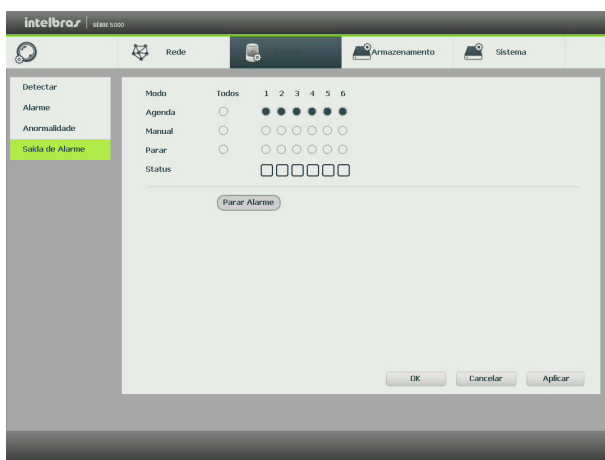 intelbras | SÉRIE 5000
Rede
Armazenamento
Sistema
Detectar
Alarme
Anormalidade
Saída de Alarme
Modo Todos 1 2 3 4 5 6
Agenda
Manual
Parar
Status
Parar Alarme
OK Cancelar Aplicar